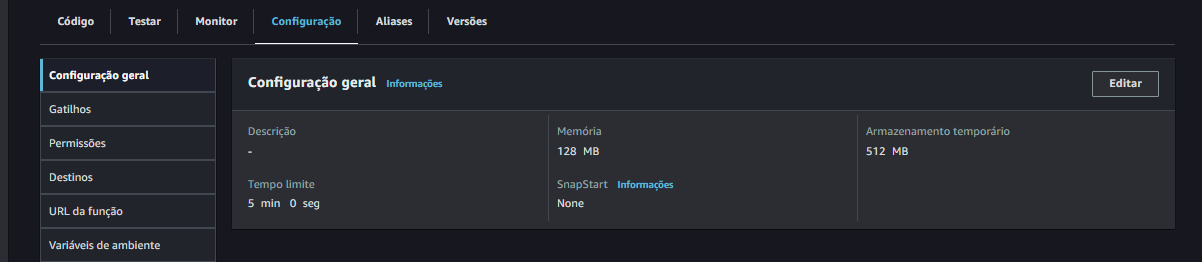 Código Testar Monitor Configuração Aliases Versões
Configuração geral
Gatilhos
Permissões
Destinos
URL da função
Variáveis de ambiente
Configuração geral Informações Editar
Descrição
-
Tempo limite
5 min 0 seg
Memória
128 MB
SnapStart Informações
None
Armazenamento temporário
512 MB